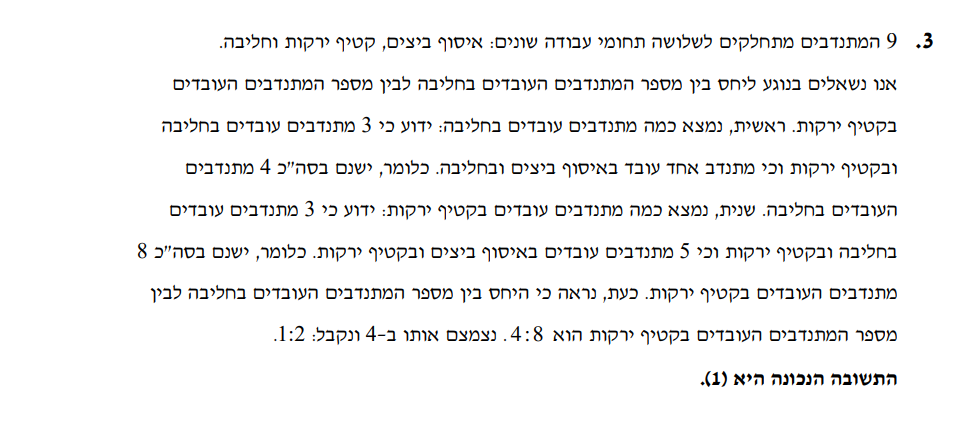 3. 9 המתנדבים מתחלקים לשלושה תחומי עבודה שונים: איסוף ביצים, קטיף ירקות וחליבה.
אנו נשאלים בנוגע ליחס בין מספר המתנדבים העובדים בחליבה לבין מספר המתנדבים העובדים
בקטיף ירקות. ראשית, נמצא כמה מתנדבים עובדים בחליבה: ידוע כי 3 מתנדבים עובדים בחליבה
ובקטיף ירקות וכי מתנדב אחד עובד באיסוף ביצים ובחליבה. כלומר, ישנם בסה"כ 4 מתנדבים
העובדים בחליבה. שנית, נמצא כמה מתנדבים עובדים בקטיף ירקות: ידוע כי 3 מתנדבים עובדים
בחליבה ובקטיף ירקות וכי 5 מתנדבים עובדים באיסוף ביצים ובקטיף ירקות. כלומר, ישנם בסה"כ 8
מתנדבים העובדים בקטיף ירקות. כעת, נראה כי היחס בין מספר המתנדבים העובדים בחליבה לבין
מספר המתנדבים העובדים בקטיף ירקות הוא 4:8. נצמצם אותו ב-4 ונקבל: 1:2.
התשובה הנכונה היא (1).